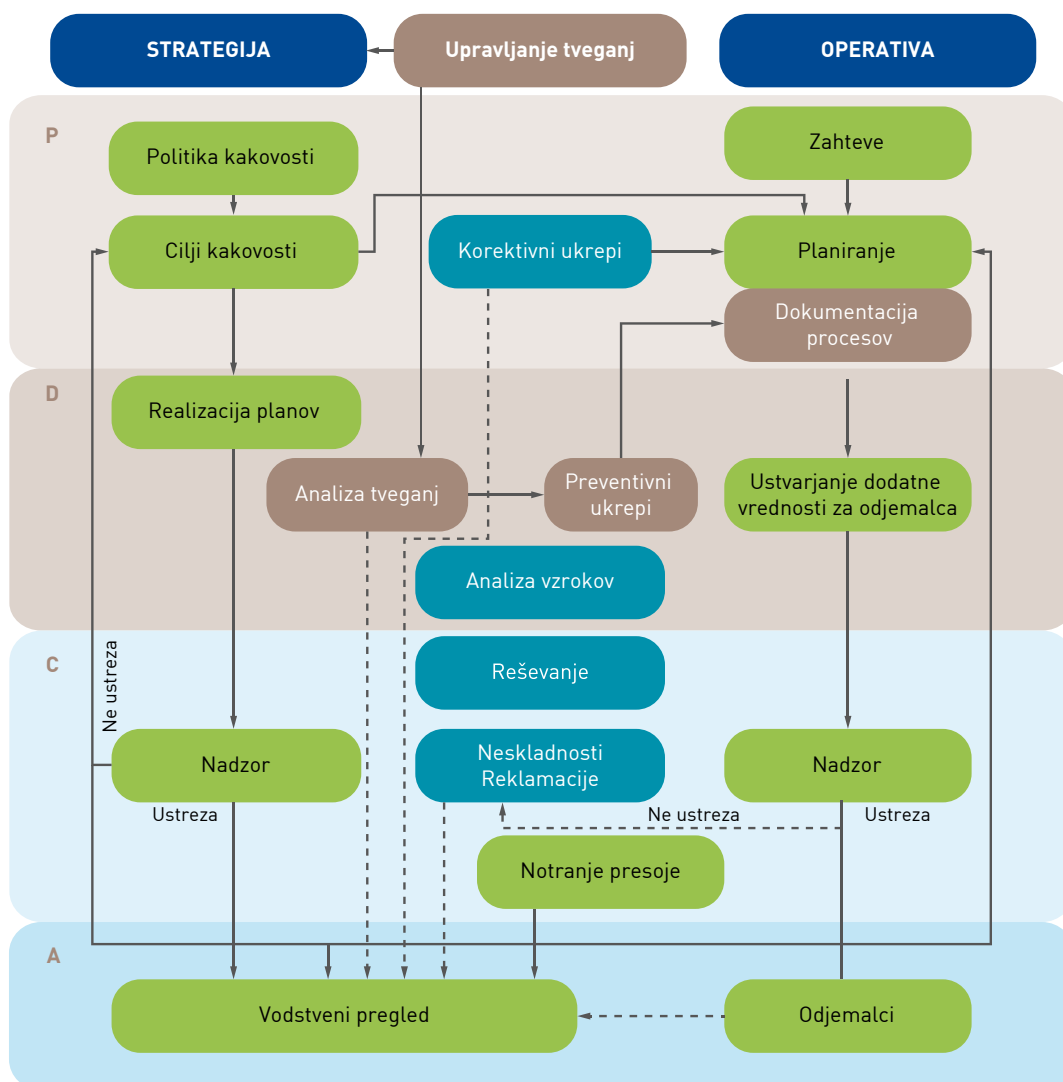 STRATEGIJA
Upravljanje tveganj
OPERATIVA
P
Politika kakovosti
Zahteve
Cilji kakovosti
Korektivni ukrepi
Planiranje
Dokumentacija
procesov
D
Realizacija planov
Analiza tveganj
Preventivni
ukrepi
Ustvarjanje dodatne
vrednosti za odjemalca
Analiza vzrokov
C
Ne ustreza
Reševanje
Nadzor
Neskladnosti
Reklamacije
Nadzor
Ustreza
Ne ustreza
Ustreza
Notranje presoje
A
Vodstveni pregled
Odjemalci